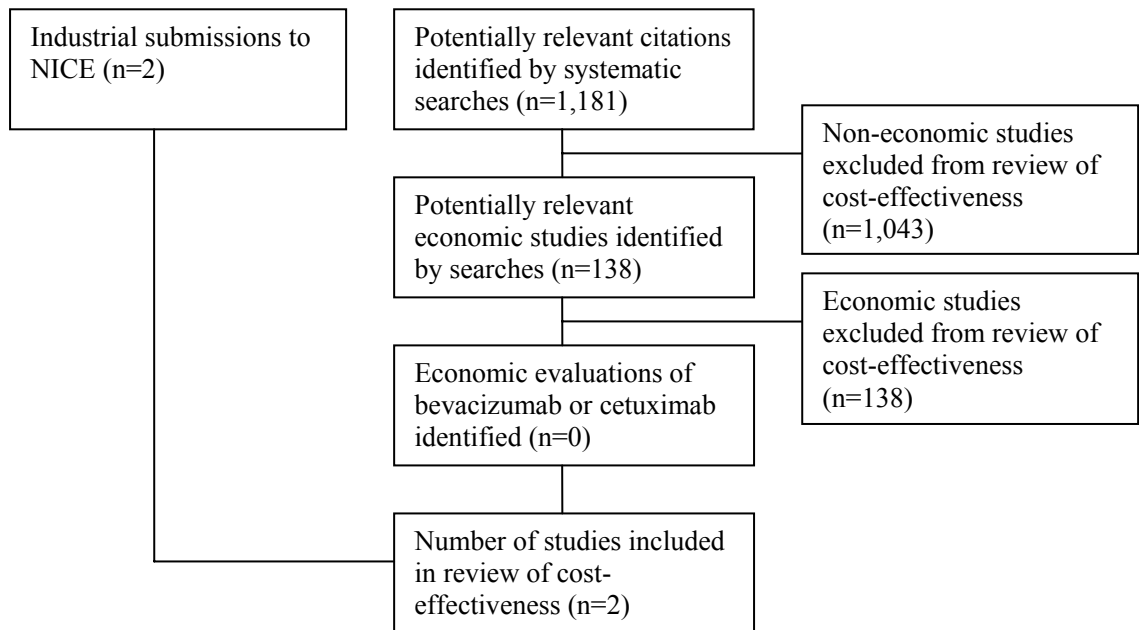 Industrial submissions to
NICE (n=2)
Potentially relevant citations
identified by systematic
searches (n=1,181)
Non-economic studies
excluded from review of
cost-effectiveness
(n=1,043)
Potentially relevant
economic studies identified
by searches (n=138)
Economic studies
excluded from review of
cost-effectiveness
(n=138)
Economic evaluations of
bevacizumab or cetuximab
identified (n=0)
Number of studies included
in review of cost-
effectiveness (n=2)